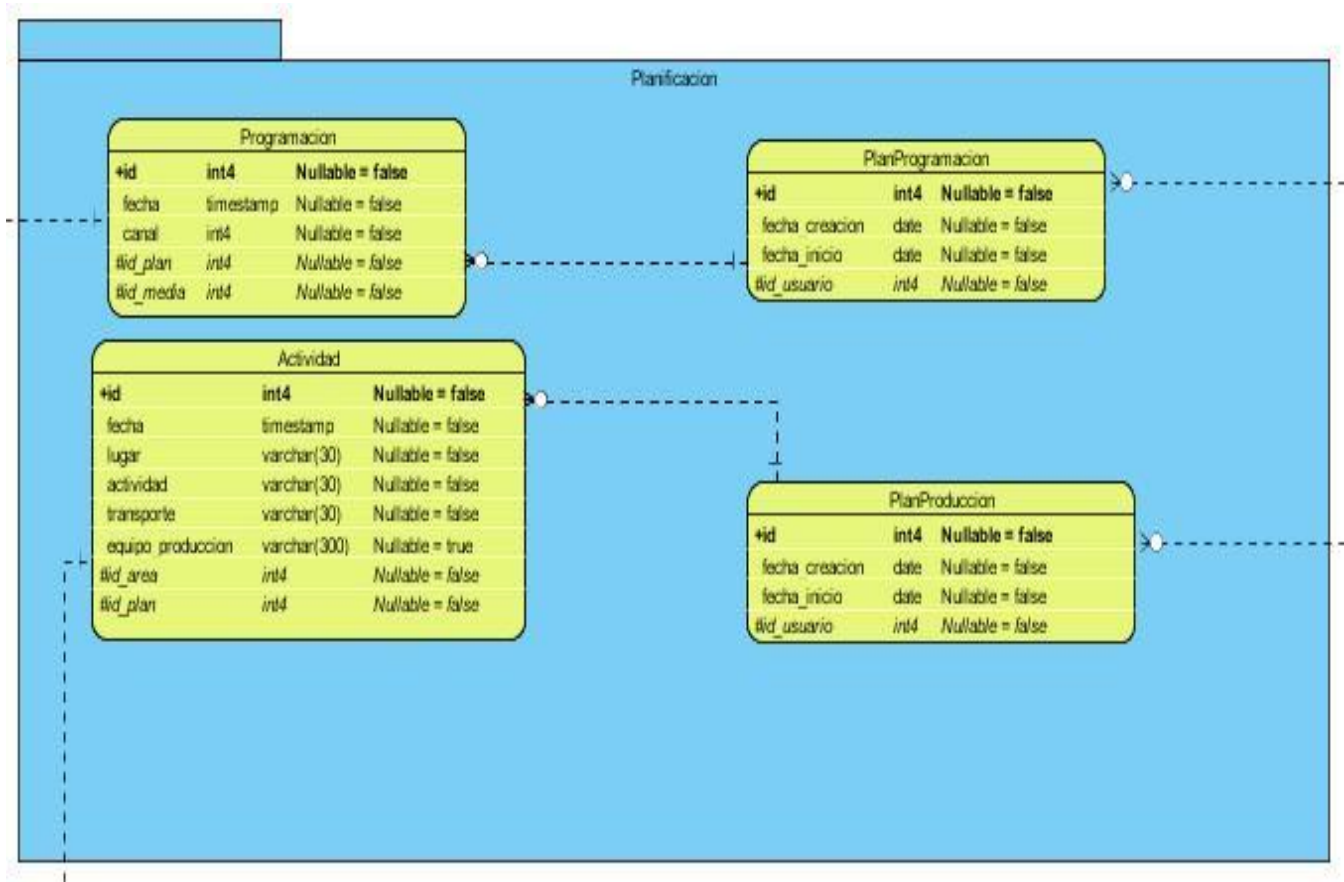 Planificacion
Programacion
+id int4 Nullable = false
fecha timestamp Nullable = false
canal int4 Nullable = false
#id_plan int4 Nullable = false
#id_media int4 Nullable = false
PlanProgramacion
+id int4 Nullable = false
fecha_creacion date Nullable = false
fecha_inicio date Nullable = false
#id_usuario int4 Nullable = false
Actividad
+id int4 Nullable = false
fecha timestamp Nullable = false
lugar varchar(30) Nullable = false
actividad varchar(30) Nullable = false
transporte varchar(30) Nullable = false
equipo_produccion varchar(300) Nullable = true
#id_area int4 Nullable = false
#id_plan int4 Nullable = false
PlanProduccion
+id int4 Nullable = false
fecha_creacion date Nullable = false
fecha_inicio date Nullable = false
#id_usuario int4 Nullable = false